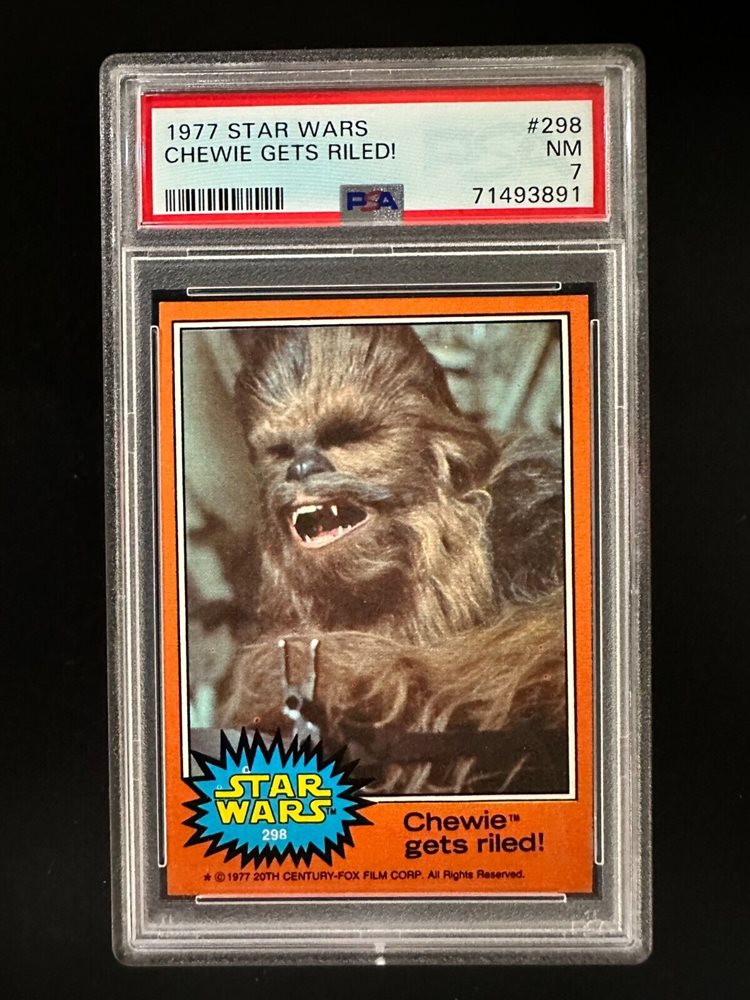 1977 STAR WARS #298
CHEWIE GETS RILED! NM
7
PSA 71493891
STAR
WARS™
298
Chewie™
gets riled!
★ © 1977 20TH CENTURY-FOX FILM CORP. All Rights Reserved.